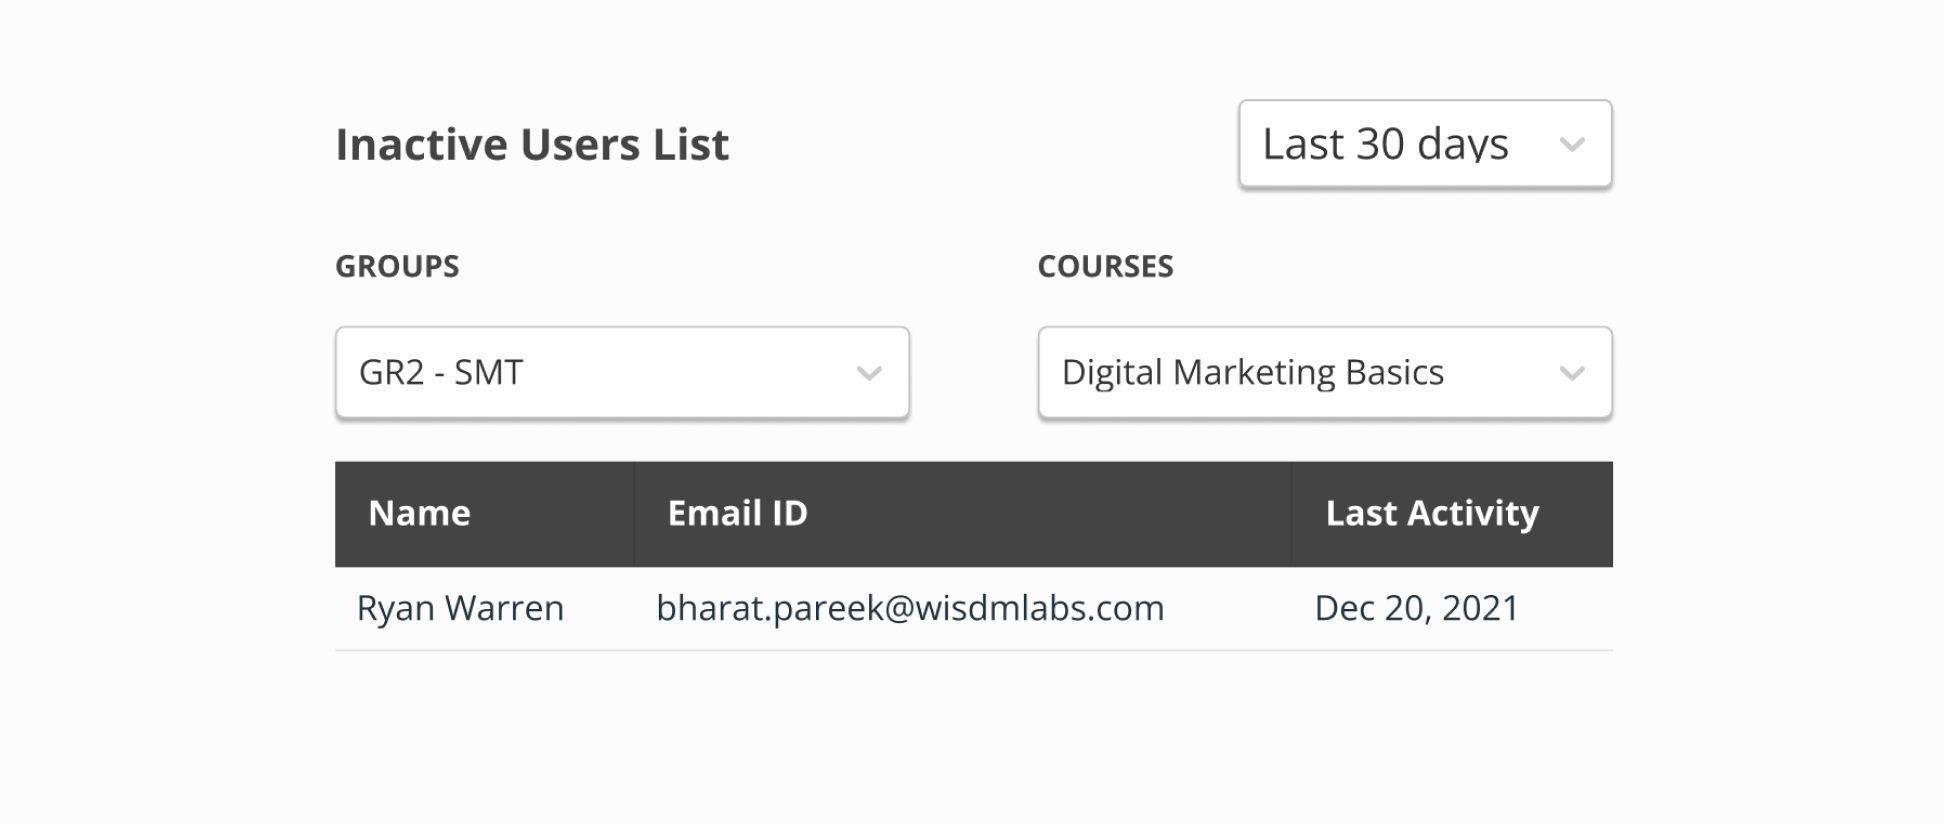 Inactive Users List
Last 30 days
GROUPS
COURSES
GR2 - SMT
Digital Marketing Basics
Name Email ID Last Activity
Ryan Warren bharat.pareek@wisdmlabs.com Dec 20, 2021